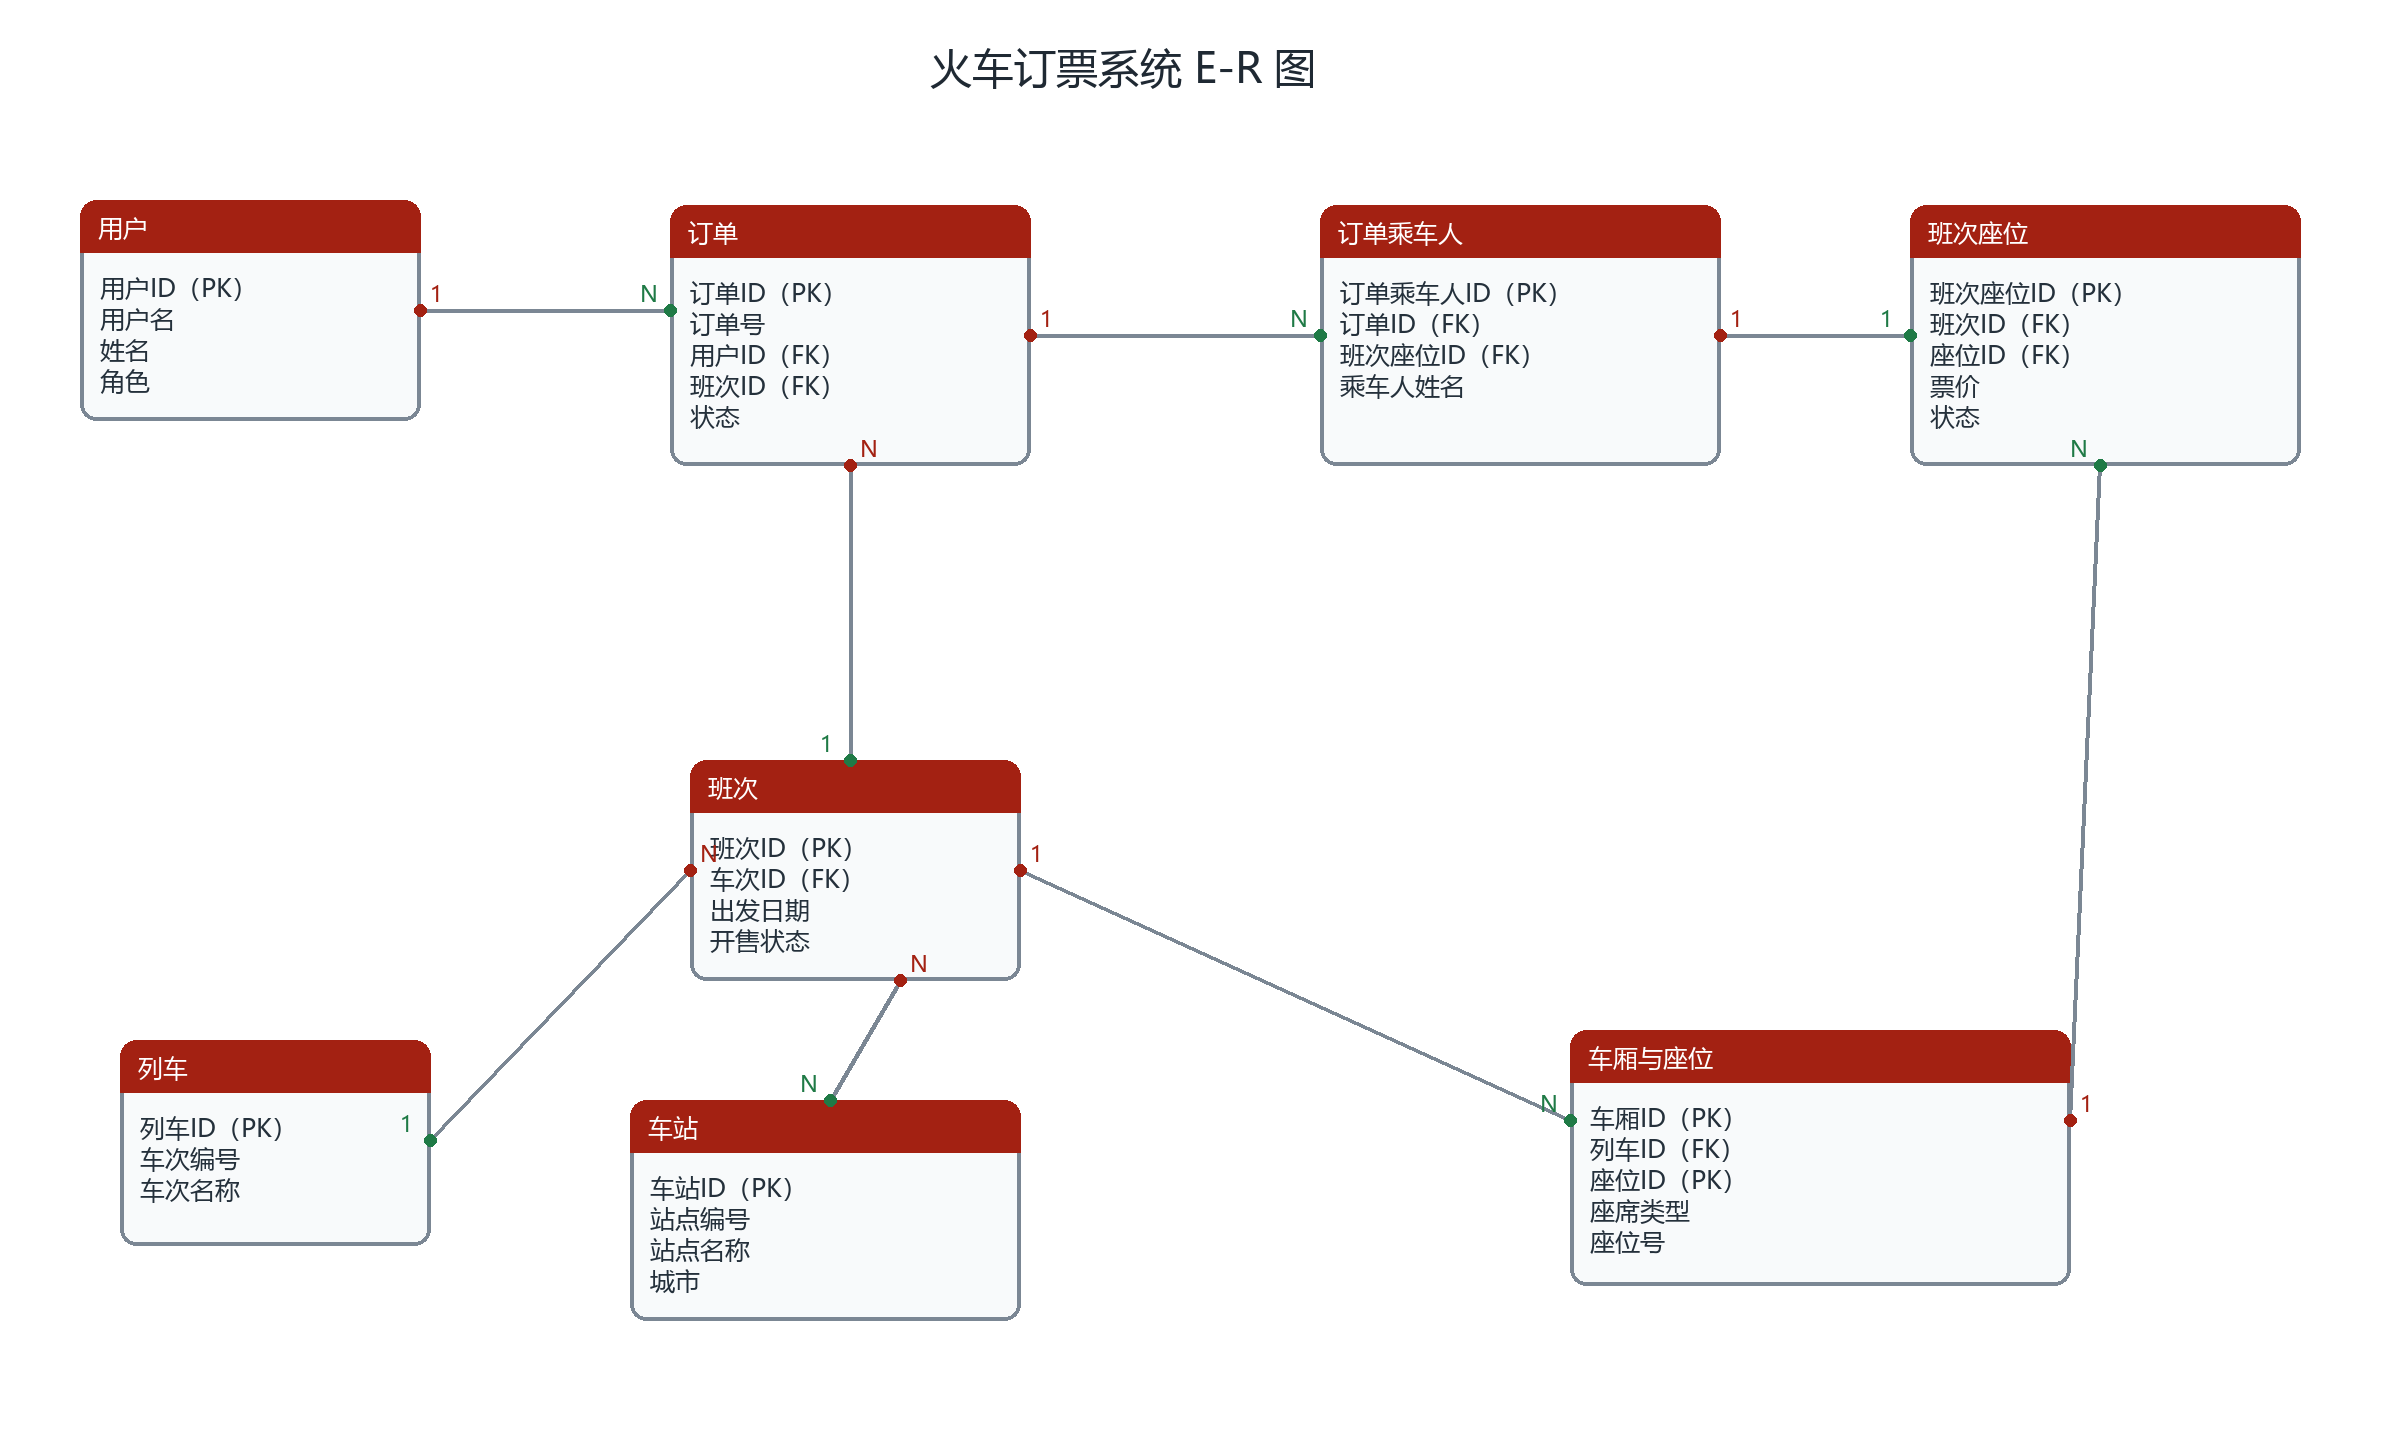 火车订票系统 E-R 图
用户
用户ID（PK）
用户名
姓名
角色
1
N
订单
订单ID（PK）
订单号
用户ID（FK）
班次ID（FK）
状态
N
1
N
订单乘车人
订单乘车人ID（PK）
订单ID（FK）
班次座位ID（FK）
乘车人姓名
1
1
班次座位
班次座位ID（PK）
班次ID（FK）
座位ID（FK）
票价
状态
N
1
班次
N
班次ID（PK）
车次ID（FK）
出发日期
开售状态
1
N
列车
列车ID（PK）
车次编号
车次名称
1
N
车站
车站ID（PK）
站点编号
站点名称
城市
N
车厢与座位
车厢ID（PK）
列车ID（FK）
座位ID（PK）
座席类型
座位号
1